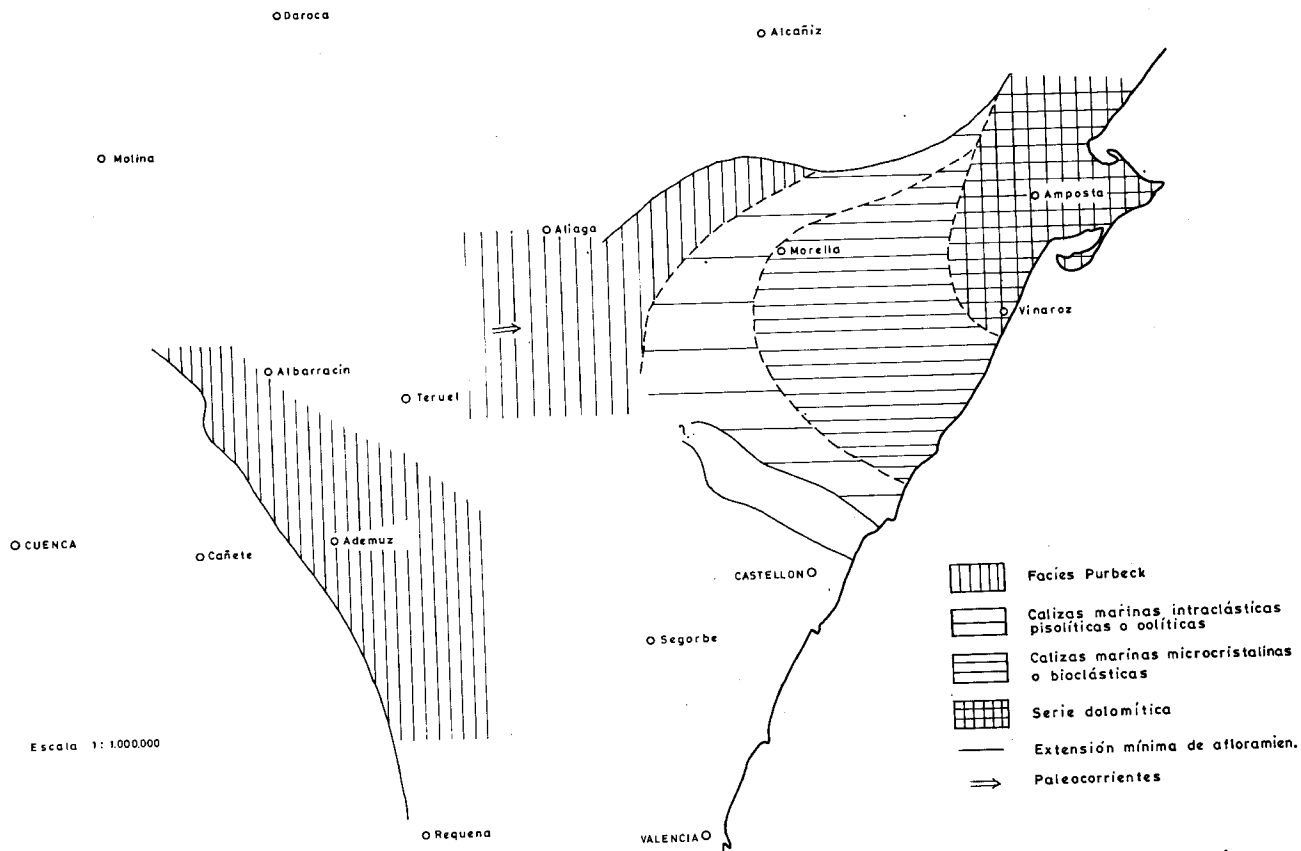 Daroca
Alcañiz
Molina
Amposta
Aliaga
Morella
Vinaroz
Albarracín
Teruel
?
CUENCA
Cañete
Ademuz
CASTELLON
Segorbe
Facies Purbeck
Calizas marinas intraclásticas
pisolíticas o oolíticas
Calizas marinas microcristalinas
o bioclásticas
Serie dolomítica
Extensión mínima de afloramien.
Paleocorrientes
Escala 1: 1.000.000
Requena
VALENCIA